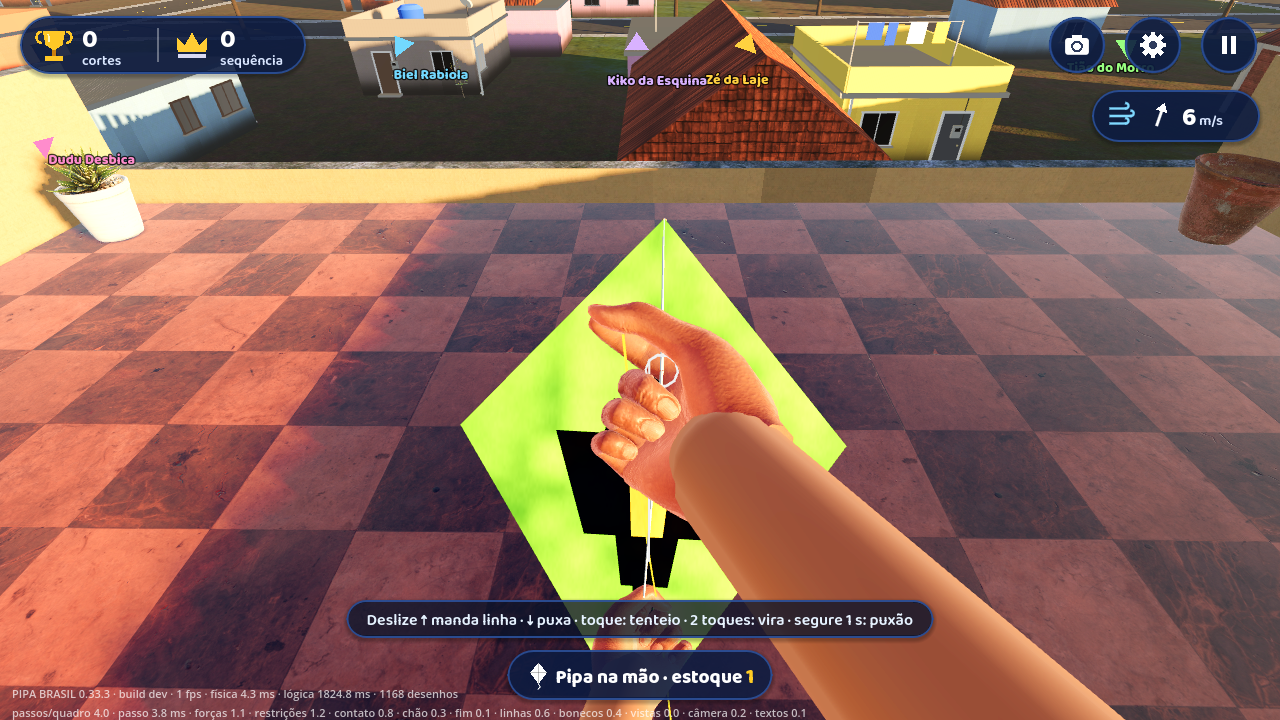 0
cortes
0
sequência
Biel Rabiola
Kiko da Esquina
Zé da Laje
Tião do Morro
6 m/s
Dudu Desbica
Deslize ↑ manda linha · ↓ puxa · toque: tenteio · 2 toques: vira · segure 1 s: puxão
Pipa na mão · estoque 1
PIPA BRASIL 0.33.3 · build dev · 1 fps · física 4.3 ms · lógica 1824.8 ms · 1168 desenhos
passos/quadro 4.0 · passo 3.8 ms · forças 1.1 · restrições 1.2 · contato 0.8 · chão 0.3 · fim 0.1 · linhas 0.6 · bonecos 0.4 · vistas 0.0 · câmera 0.2 · textos 0.1